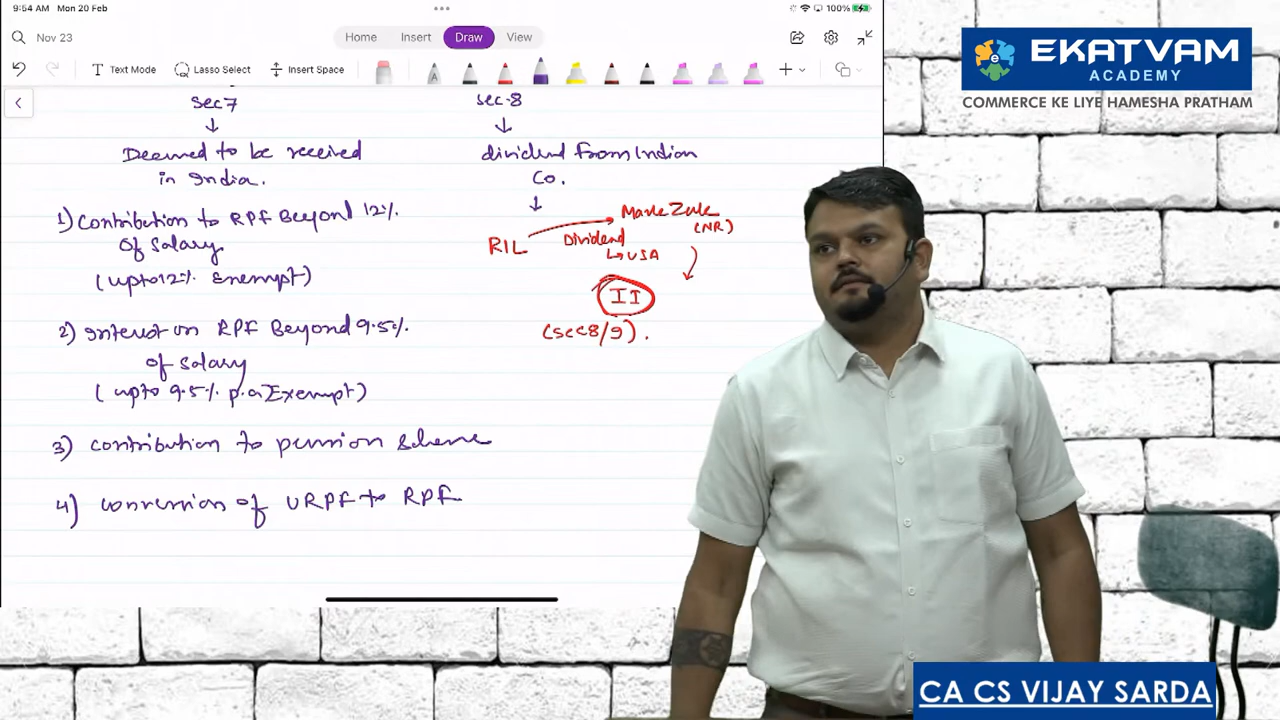 9:54 AM Mon 20 Feb
100%
Nov 23
Home Insert Draw View
Text Mode Lasso Select Insert Space
Sec 7
↓
Deemed to be received
in India.
1) Contribution to RPF Beyond 12%
Of Salary
(upto 12% Exempt)
2) Interest on RPF Beyond 9.5%
of Salary
(upto 9.5% p.a. Exempt)
3) contribution to pension scheme
4) conversion of URPF to RPF
Sec-8
↓
dividend from Indian
Co.
↓
RIL Dividend Mark Zuk
(NR)
↳ USA
II
(sec 8/9).
EKATVAM
ACADEMY
COMMERCE KE LIYE HAMESHA PRATHAM
CA CS VIJAY SARDA